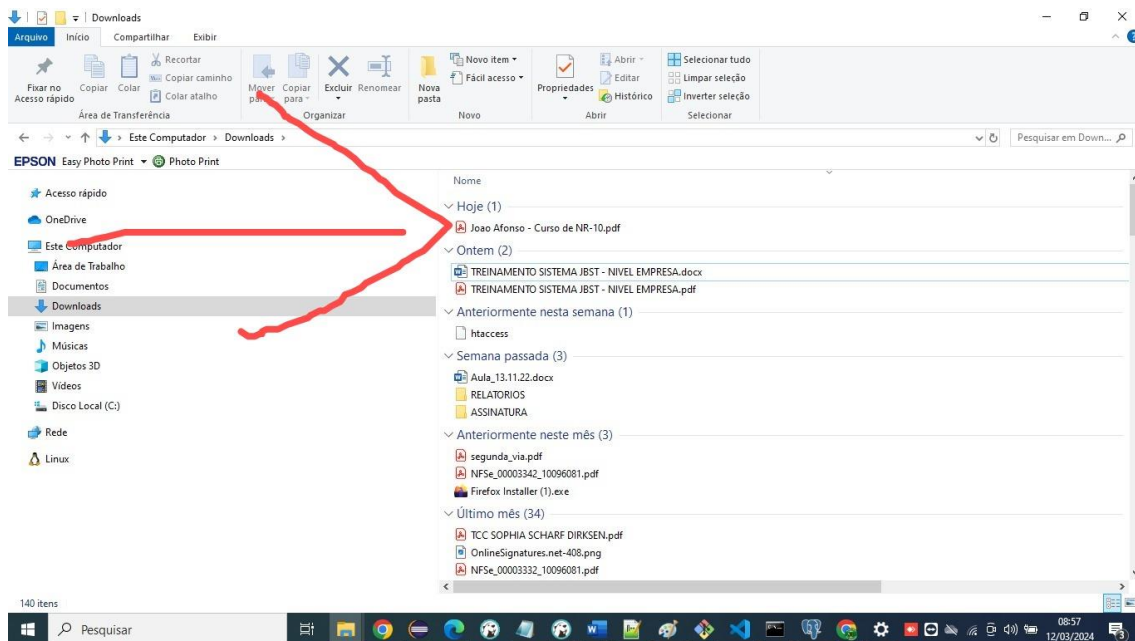 Downloads
Arquivo Início Compartilhar Exibir
Fixar no Acesso rápido
Copiar
Colar
Recortar
Copiar caminho
Colar atalho
Mover
Copiar para
Excluir
Renomear
Nova pasta
Novo item
Fácil acesso
Propriedades
Abrir
Editar
Histórico
Selecionar tudo
Limpar seleção
Inverter seleção
Área de Transferência Organizar Novo Abrir Selecionar
Este Computador > Downloads >
Pesquisar em Down...
EPSON Easy Photo Print Photo Print
Acesso rápido
OneDrive
Este Computador
Área de Trabalho
Documentos
Downloads
Imagens
Músicas
Objetos 3D
Vídeos
Disco Local (C:)
Rede
Linux
Nome
Hoje (1)
Joao Afonso - Curso de NR-10.pdf
Ontem (2)
TREINAMENTO SISTEMA JBST - NIVEL EMPRESA.docx
TREINAMENTO SISTEMA JBST - NIVEL EMPRESA.pdf
Anteriormente nesta semana (1)
htaccess
Semana passada (3)
Aula_13.11.22.docx
RELATORIOS
ASSINATURA
Anteriormente neste mês (3)
segunda_via.pdf
NFSe_00003342_10096081.pdf
Firefox Installer (1).exe
Último mês (34)
TCC SOPHIA SCHARF DIRKSEN.pdf
OnlineSignatures.net-408.png
NFSe_00003332_10096081.pdf
140 itens
Pesquisar
08:57
12/03/2024